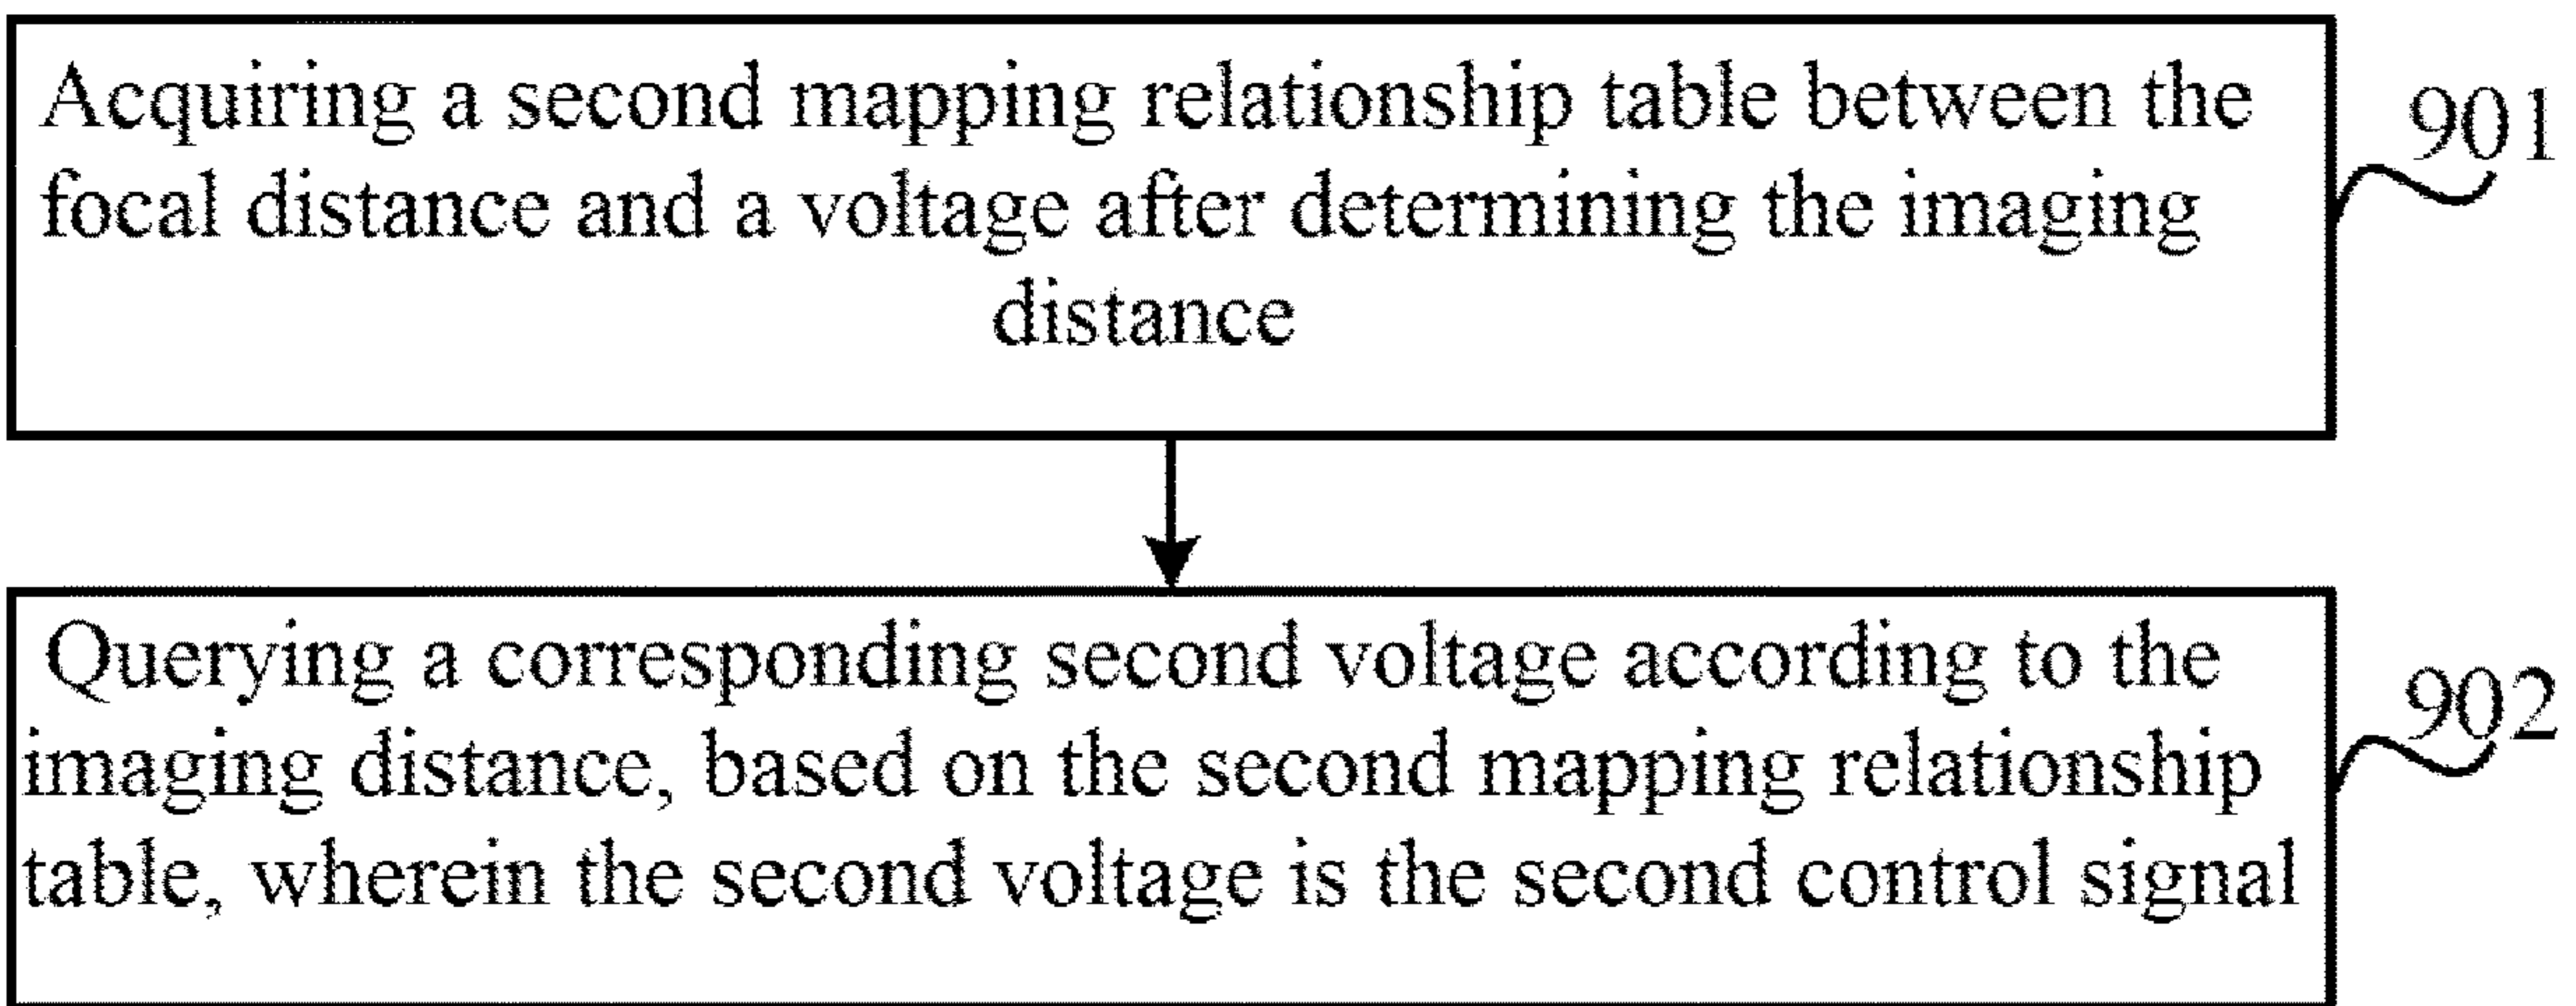 Acquiring a second mapping relationship table between the
focal distance and a voltage after determining the imaging
distance
901
Querying a corresponding second voltage according to the
imaging distance, based on the second mapping relationship
table, wherein the second voltage is the second control signal
902